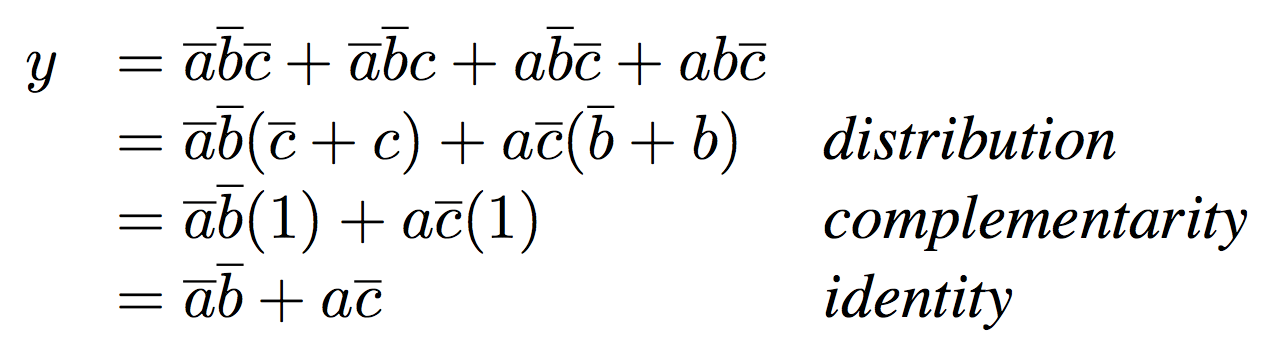 y = a̅b̅c̅ + a̅b̅c + ab̅c̅ + abc̅
= a̅b̅(c̅ + c) + ac̅(b̅ + b) distribution
= a̅b̅(1) + ac̅(1) complementarity
= a̅b̅ + ac̅ identity